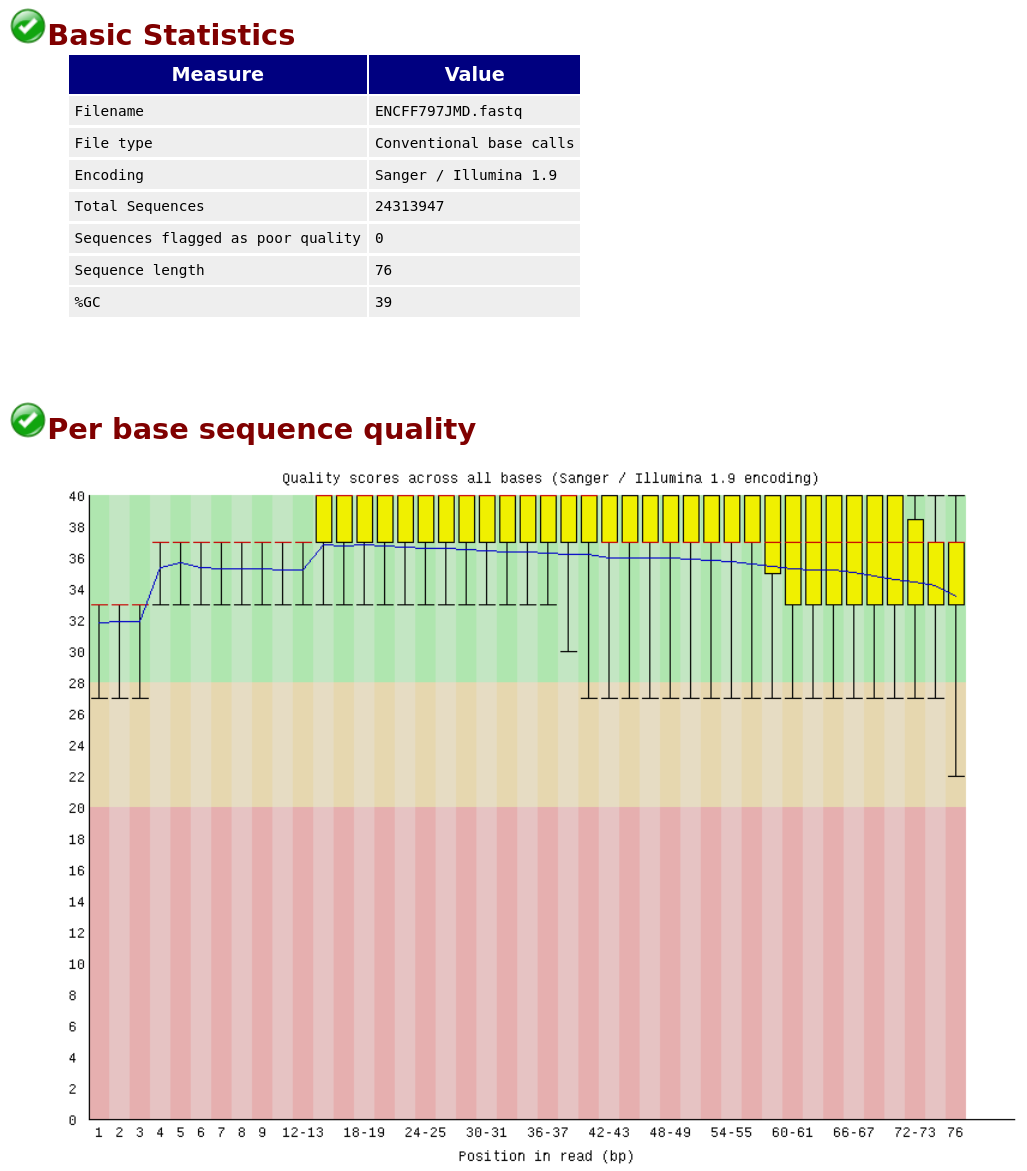 Basic Statistics
Measure Value
Filename ENCFF797JMD.fastq
File type Conventional base calls
Encoding Sanger / Illumina 1.9
Total Sequences 24313947
Sequences flagged as poor quality 0
Sequence length 76
%GC 39
Per base sequence quality
Quality scores across all bases (Sanger / Illumina 1.9 encoding)
40
38
36
34
32
30
28
26
24
22
20
18
16
14
12
10
8
6
4
2
0
1 2 3 4 5 6 7 8 9 12-13 18-19 24-25 30-31 36-37 42-43 48-49 54-55 60-61 66-67 72-73 76
Position in read (bp)